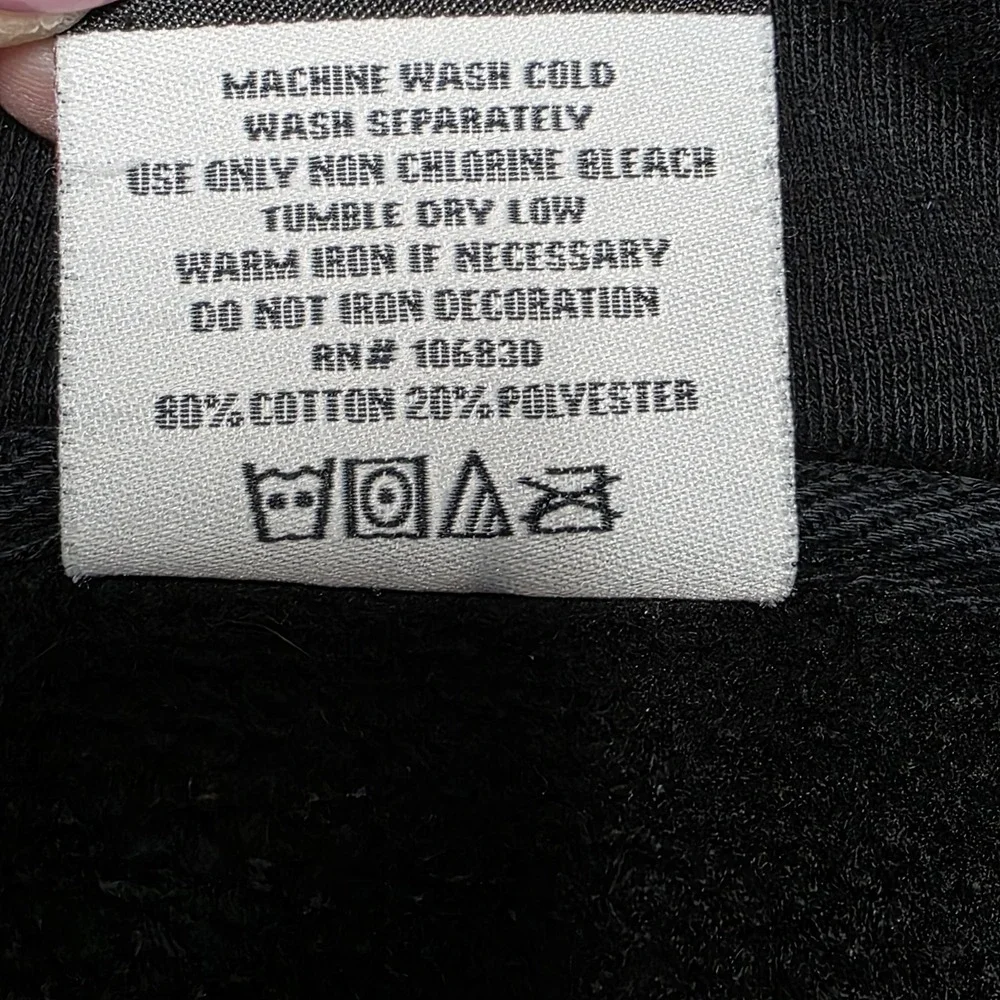 MACHINE WASH COLD
WASH SEPARATELY
USE ONLY NON CHLORINE BLEACH
TUMBLE DRY LOW
WARM IRON IF NECESSARY
DO NOT IRON DECORATION
RN# 106830
80% COTTON 20% POLYESTER